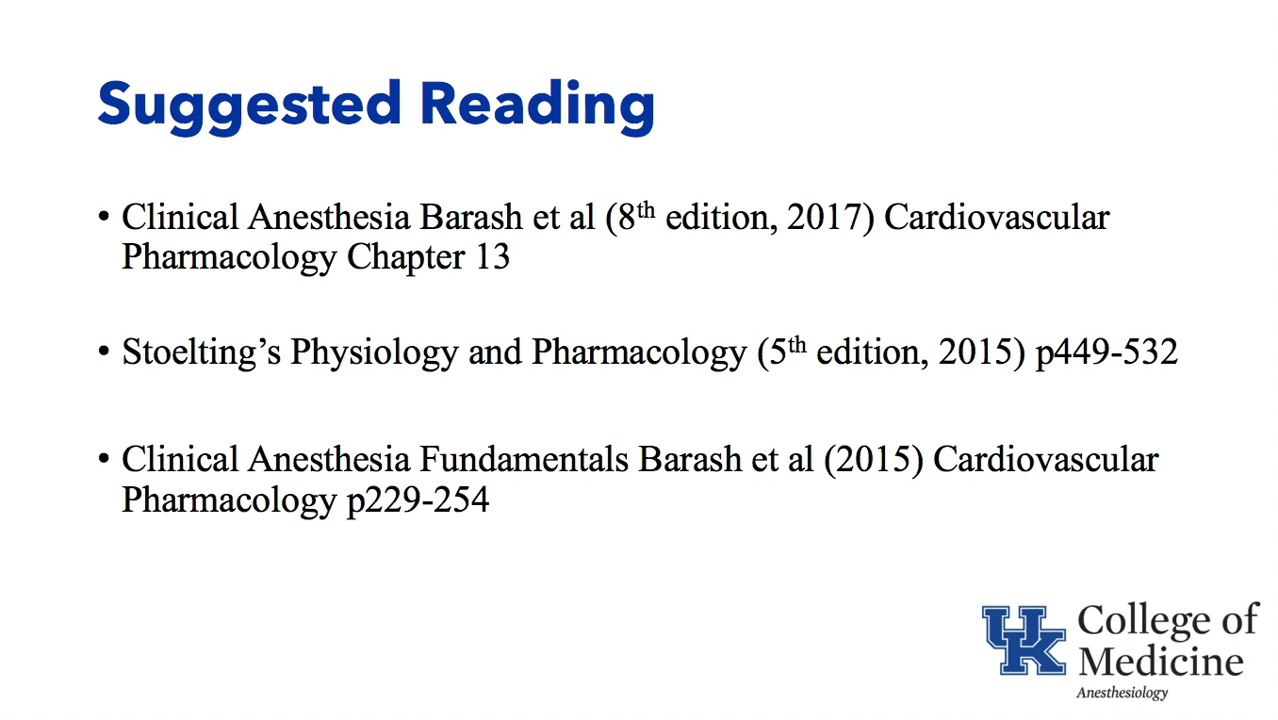 Suggested Reading
• Clinical Anesthesia Barash et al (8th edition, 2017) Cardiovascular
Pharmacology Chapter 13
• Stoelting’s Physiology and Pharmacology (5th edition, 2015) p449-532
• Clinical Anesthesia Fundamentals Barash et al (2015) Cardiovascular
Pharmacology p229-254
UK
College of
Medicine
Anesthesiology